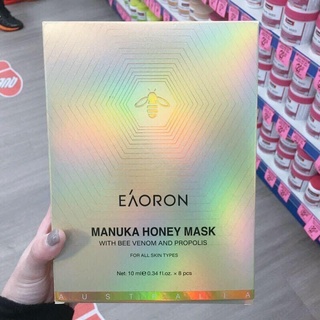 EÁORON
MANUKA HONEY MASK
WITH BEE VENOM AND PROPOLIS
FOR ALL SKIN TYPES
Net 10 ml℮0.34 fl.oz. × 8 pcs
AUSTRALIA